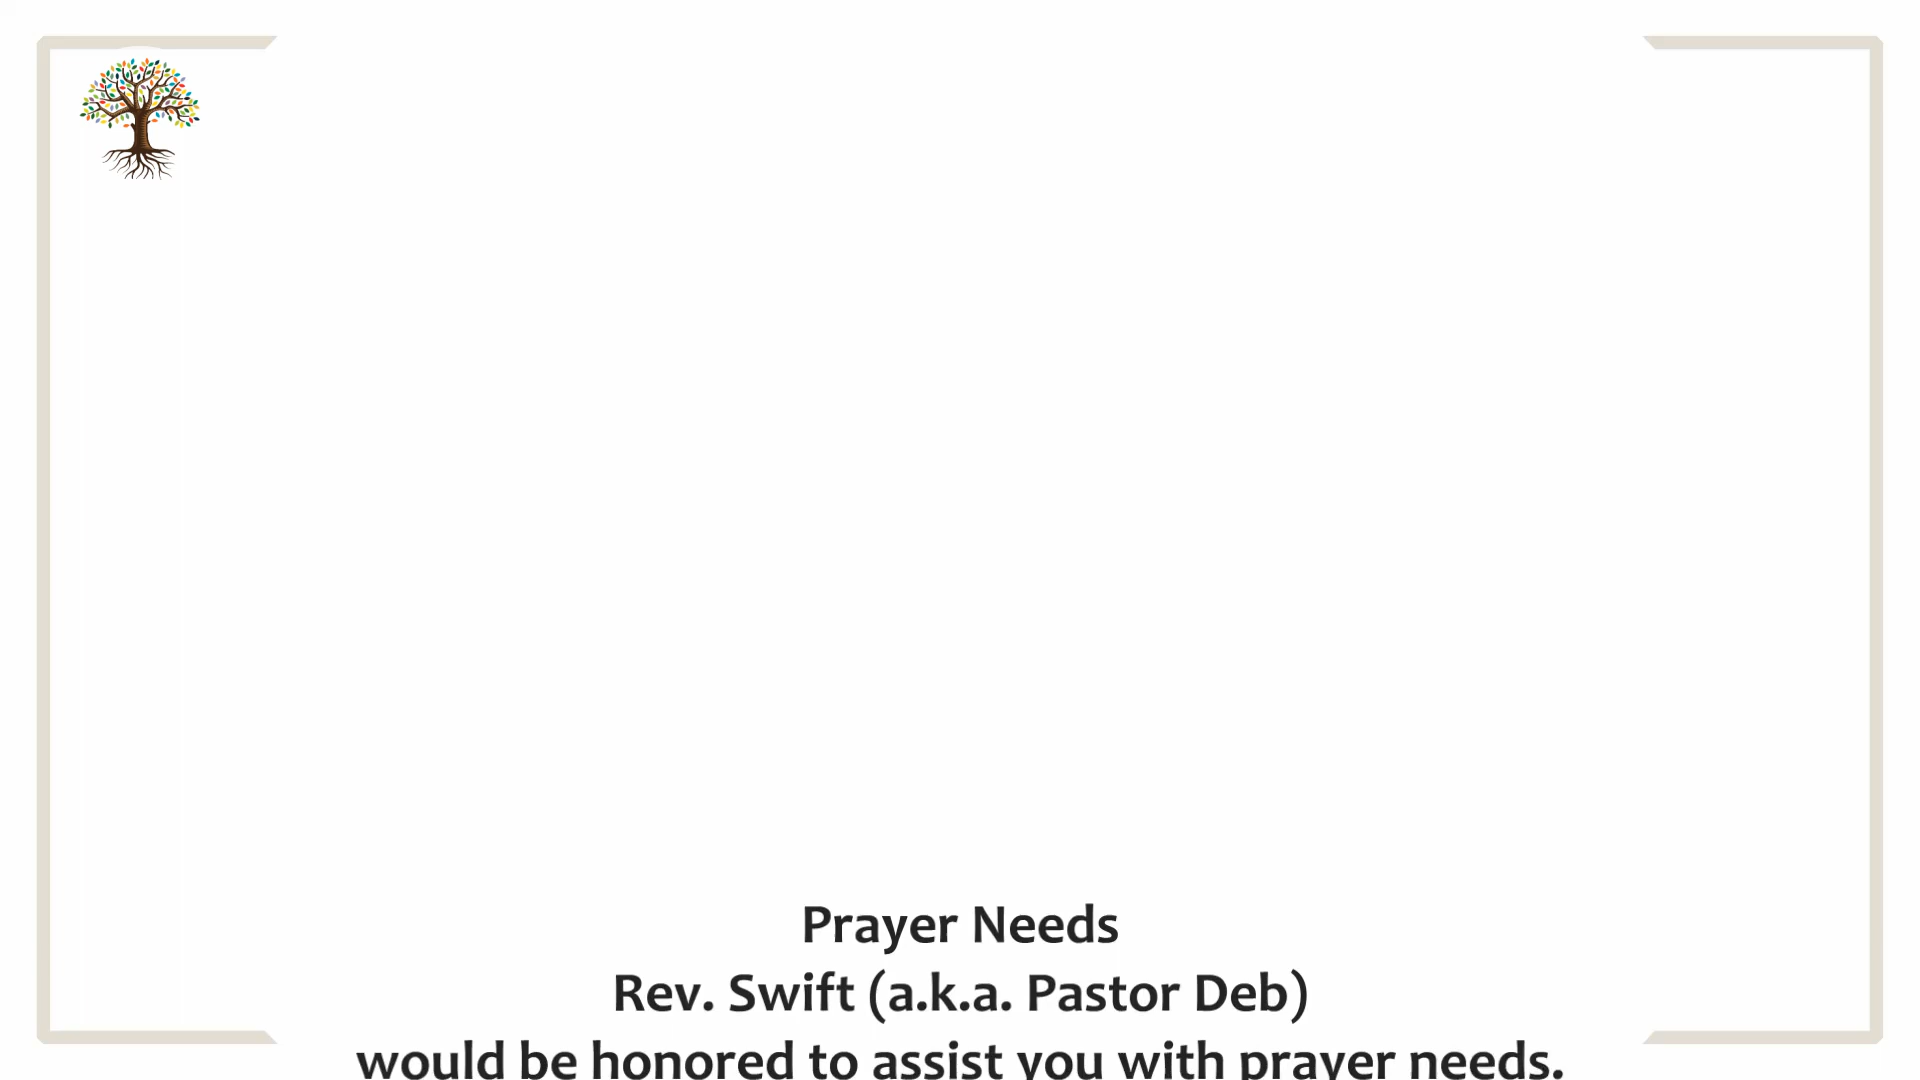 Prayer Needs
Rev. Swift (a.k.a. Pastor Deb)
would be honored to assist you with prayer needs.